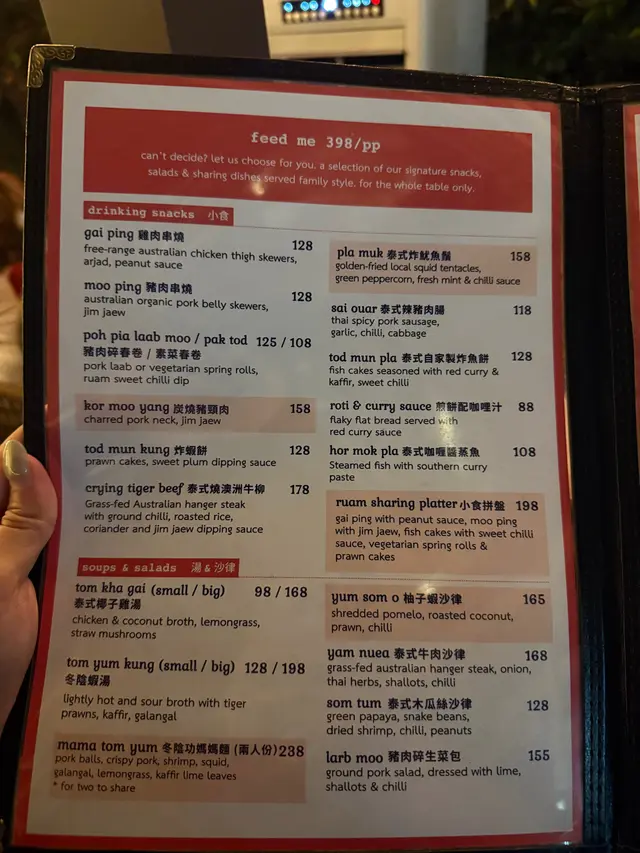 feed me 398/pp
can't decide? let us choose for you. a selection of our signature snacks,
salads & sharing dishes served family style. for the whole table only.
drinking snacks 小食
gai ping 雞肉串燒 128
free-range australian chicken thigh skewers,
arjad, peanut sauce
moo ping 豬肉串燒 128
australian organic pork belly skewers,
jim jaew
poh pia laab moo / pak tod 125 / 108
豬肉碎春卷 / 素菜春卷
pork laab or vegetarian spring rolls,
ruam sweet chilli dip
kor moo yang 炭燒豬頸肉 158
charred pork neck, jim jaew
tod mun kung 炸蝦餅 128
prawn cakes, sweet plum dipping sauce
crying tiger beef 泰式燒澳洲牛柳 178
Grass-fed Australian hanger steak
with ground chilli, roasted rice,
coriander and jim jaew dipping sauce
pla muk 泰式炸魷魚鬚 158
golden-fried local squid tentacles,
green peppercorn, fresh mint & chilli sauce
sai ouar 泰式辣豬肉腸 118
thai spicy pork sausage,
garlic, chilli, cabbage
tod mun pla 泰式自家製炸魚餅 128
fish cakes seasoned with red curry &
kaffir, sweet chilli
roti & curry sauce 煎餅配咖喱汁 88
flaky flat bread served with
red curry sauce
hor mok pla 泰式咖喱醬蒸魚 108
Steamed fish with southern curry
paste
ruam sharing platter 小食拼盤 198
gai ping with peanut sauce, moo ping
with jim jaew, fish cakes with sweet chilli
sauce, vegetarian spring rolls &
prawn cakes
soups & salads 湯 & 沙律
tom kha gai (small / big) 98 / 168
泰式椰子雞湯
chicken & coconut broth, lemongrass,
straw mushrooms
tom yum kung (small / big) 128 / 198
冬陰蝦湯
lightly hot and sour broth with tiger
prawns, kaffir, galangal
mama tom yum 冬陰功媽媽麵 (兩人份) 238
pork balls, crispy pork, shrimp, squid,
galangal, lemongrass, kaffir lime leaves
* for two to share
yum som o 柚子蝦沙律 165
shredded pomelo, roasted coconut,
prawn, chilli
yam nuea 泰式牛肉沙律 168
grass-fed australian hanger steak, onion,
thai herbs, shallots, chilli
som tum 泰式木瓜絲沙律 128
green papaya, snake beans,
dried shrimp, chilli, peanuts
larb moo 豬肉碎生菜包 155
ground pork salad, dressed with lime,
shallots & chilli